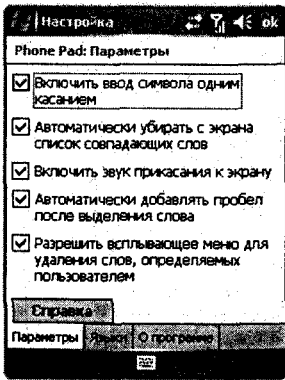 Настройка ok
Phone Pad: Параметры
Включить ввод символа одним
касанием
Автоматически убирать с экрана
список совпадающих слов
Включить звук прикасания к экрану
Автоматически добавлять пробел
после выделения слова
Разрешить всплывающее меню для
удаления слов, определяемых
пользователем
Справка
Параметры Языки О программе